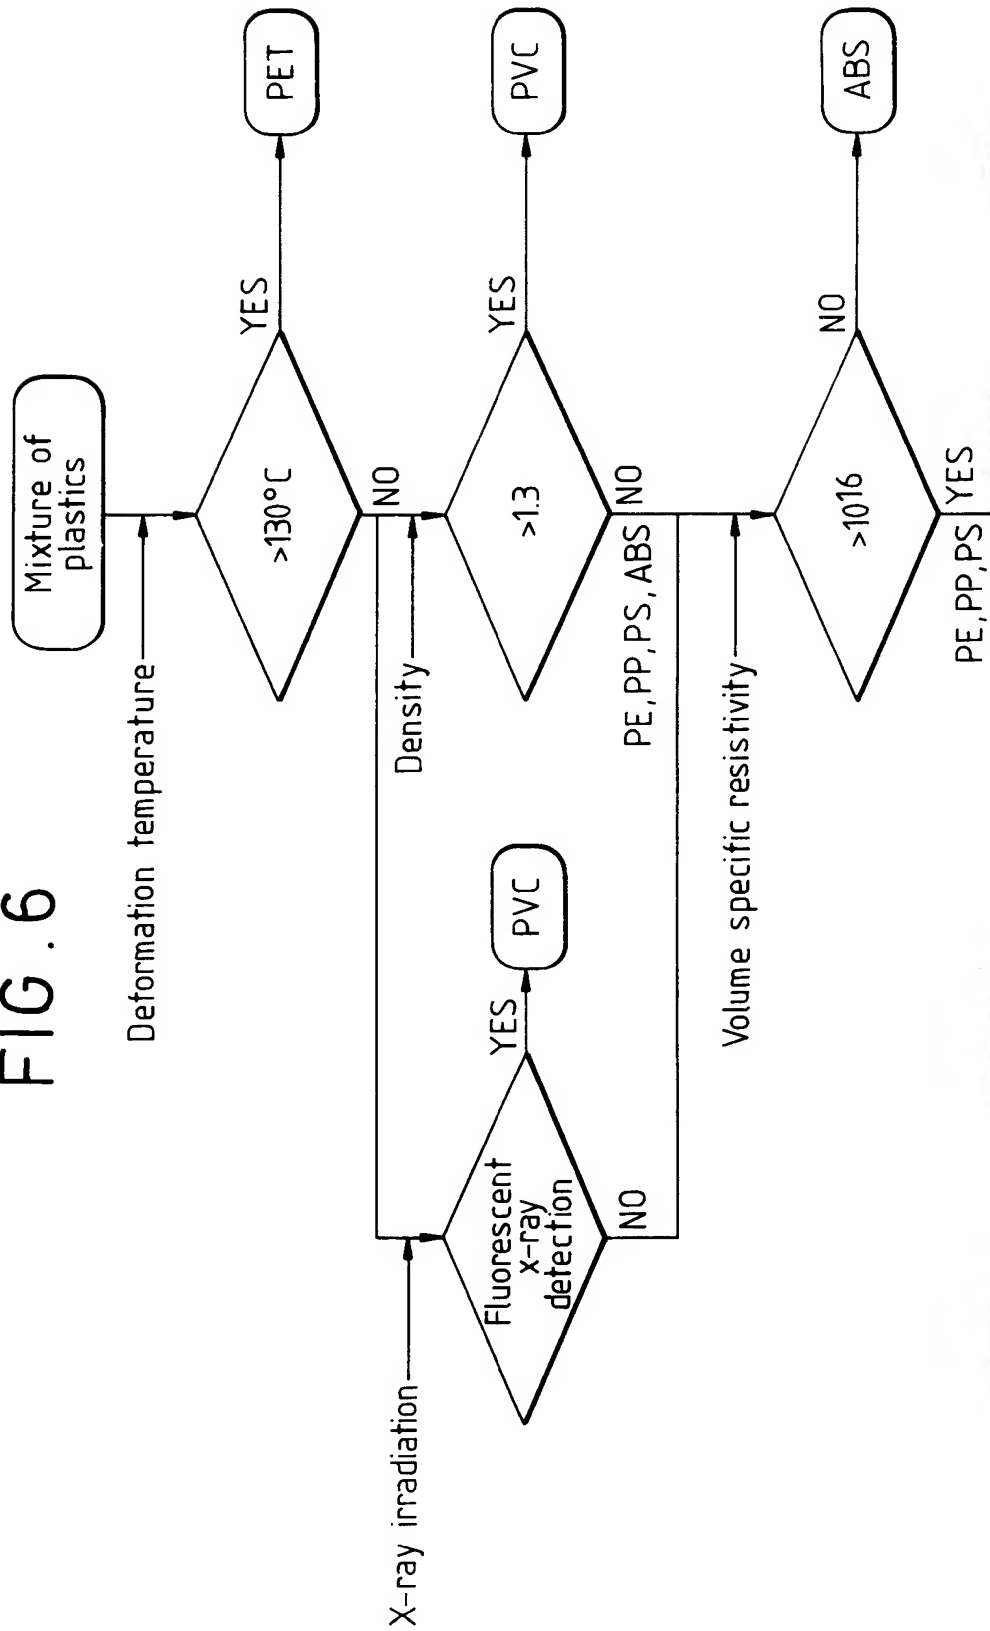 FIG. 6
Mixture of
plastics
Deformation temperature
>130°C
YES
PET
NO
X-ray irradiation
Density
Fluorescent
x-ray
detection
YES
PVC
NO
>1.3
YES
PVC
NO
PE,PP,PS,ABS
Volume specific resistivity
>1016
NO
ABS
YES
PE,PP,PS